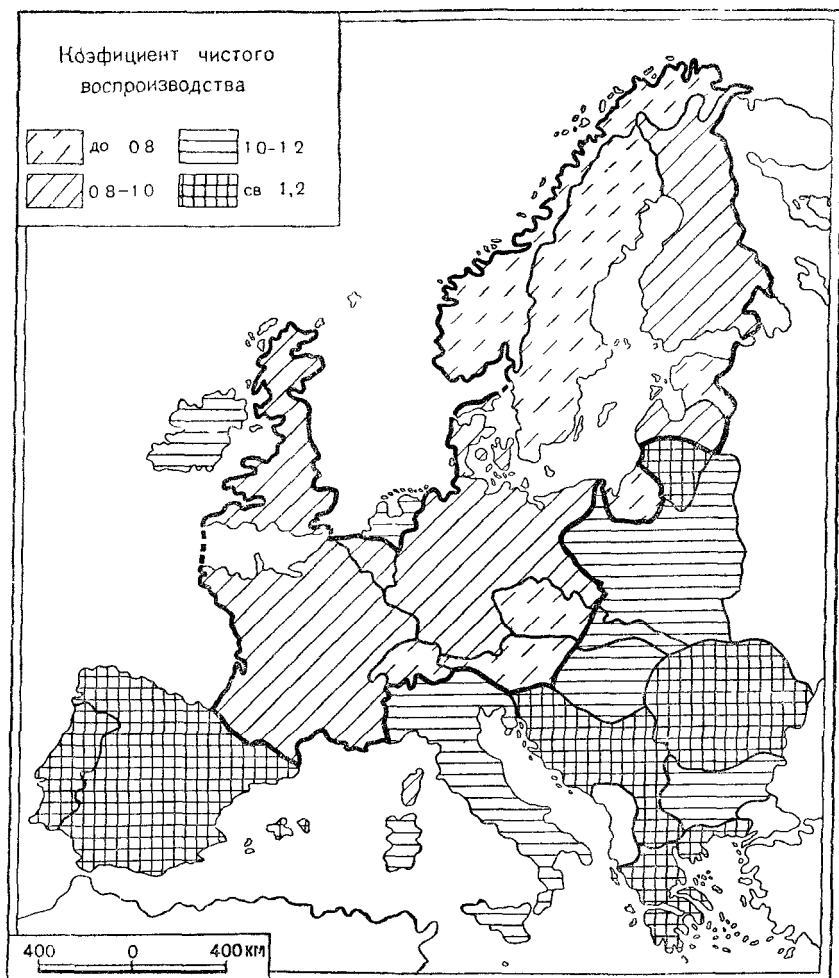 Коэфициент чистого
воспроизводства
до 0 8
1 0-1 2
0 8-1 0
св 1,2
400 0 400 КМ